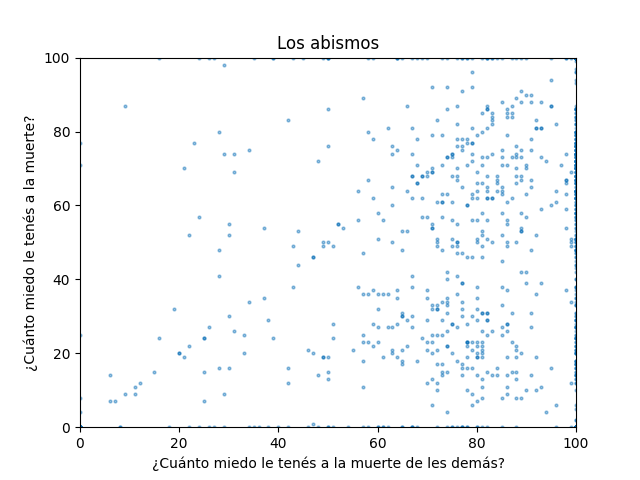 Los abismos
¿Cuánto miedo le tenés a la muerte?
100
80
60
40
20
0
0 20 40 60 80 100
¿Cuánto miedo le tenés a la muerte de les demás?